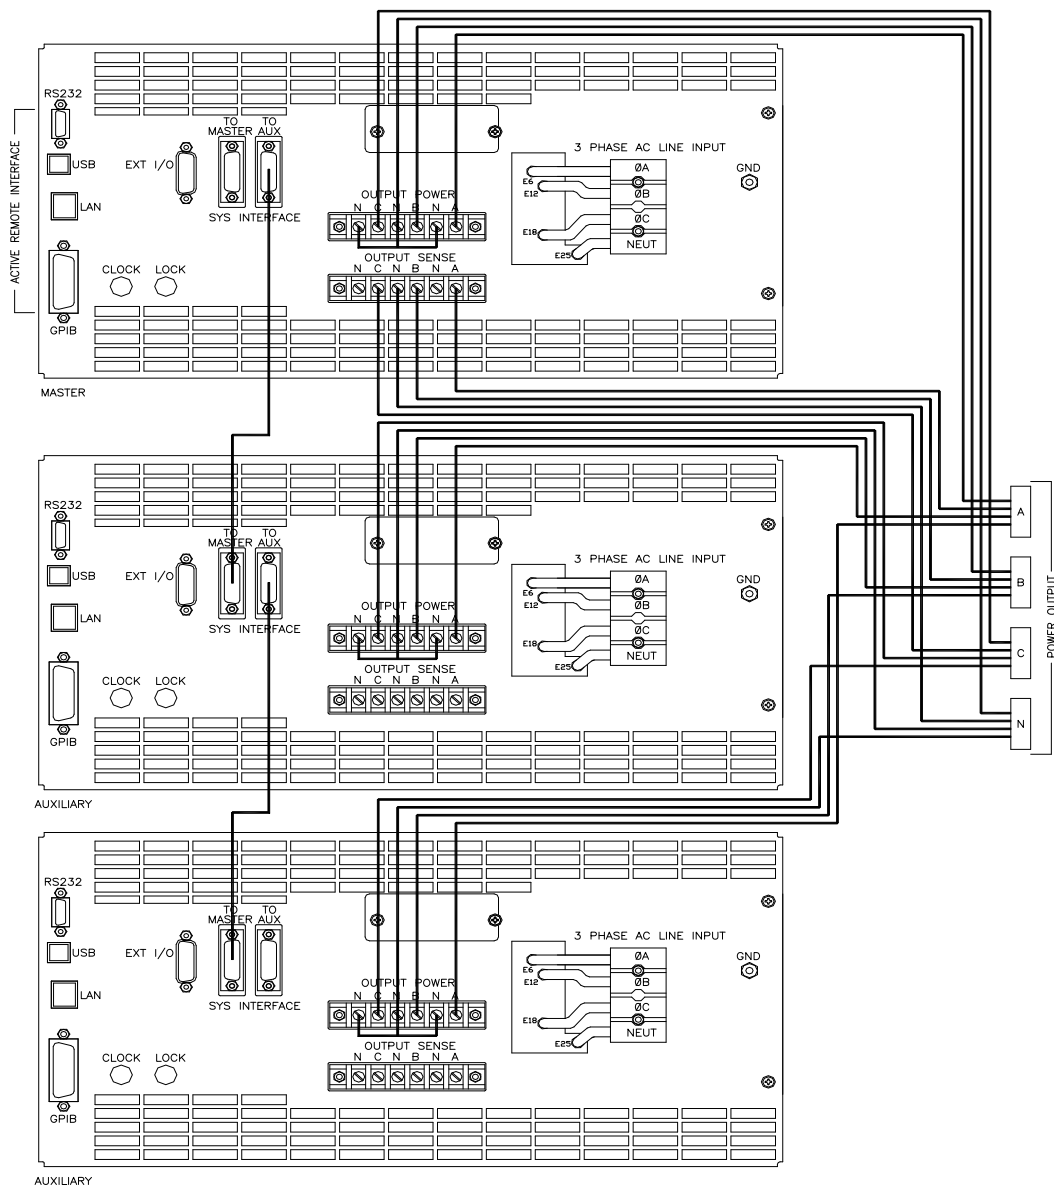 RS232
USB
LAN
GPIB
ACTIVE REMOTE INTERFACE
EXT I/O
CLOCK LOCK
TO MASTER
TO AUX
SYS INTERFACE
OUTPUT POWER
N C N B N A
OUTPUT SENSE
N C N B N A
3 PHASE AC LINE INPUT
E6
E12
E18
E25
ØA
ØB
ØC
NEUT
GND
MASTER
RS232
USB
LAN
GPIB
EXT I/O
CLOCK LOCK
TO MASTER
TO AUX
SYS INTERFACE
OUTPUT POWER
N C N B N A
OUTPUT SENSE
N C N B N A
3 PHASE AC LINE INPUT
E6
E12
E18
E25
ØA
ØB
ØC
NEUT
GND
AUXILIARY
A
B
C
N
POWER OUTPUT
RS232
USB
LAN
GPIB
EXT I/O
CLOCK LOCK
TO MASTER
TO AUX
SYS INTERFACE
OUTPUT POWER
N C N B N A
OUTPUT SENSE
N C N B N A
3 PHASE AC LINE INPUT
E6
E12
E18
E25
ØA
ØB
ØC
NEUT
GND
AUXILIARY